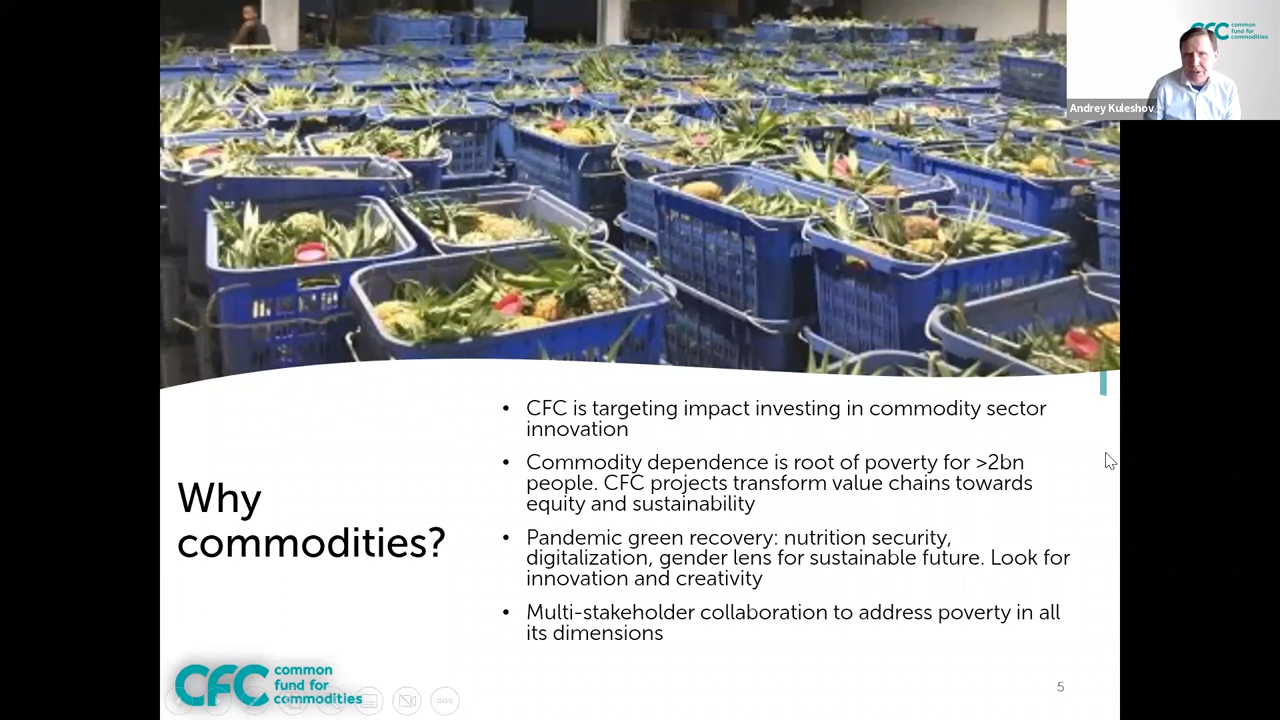 CFC common
fund for
commodities
Andrey Kuleshov
• CFC is targeting impact investing in commodity sector
innovation
• Commodity dependence is root of poverty for >2bn
people. CFC projects transform value chains towards
equity and sustainability
Why
commodities?
• Pandemic green recovery: nutrition security,
digitalization, gender lens for sustainable future. Look for
innovation and creativity
• Multi-stakeholder collaboration to address poverty in all
its dimensions
CFC common
fund for
commodities
5